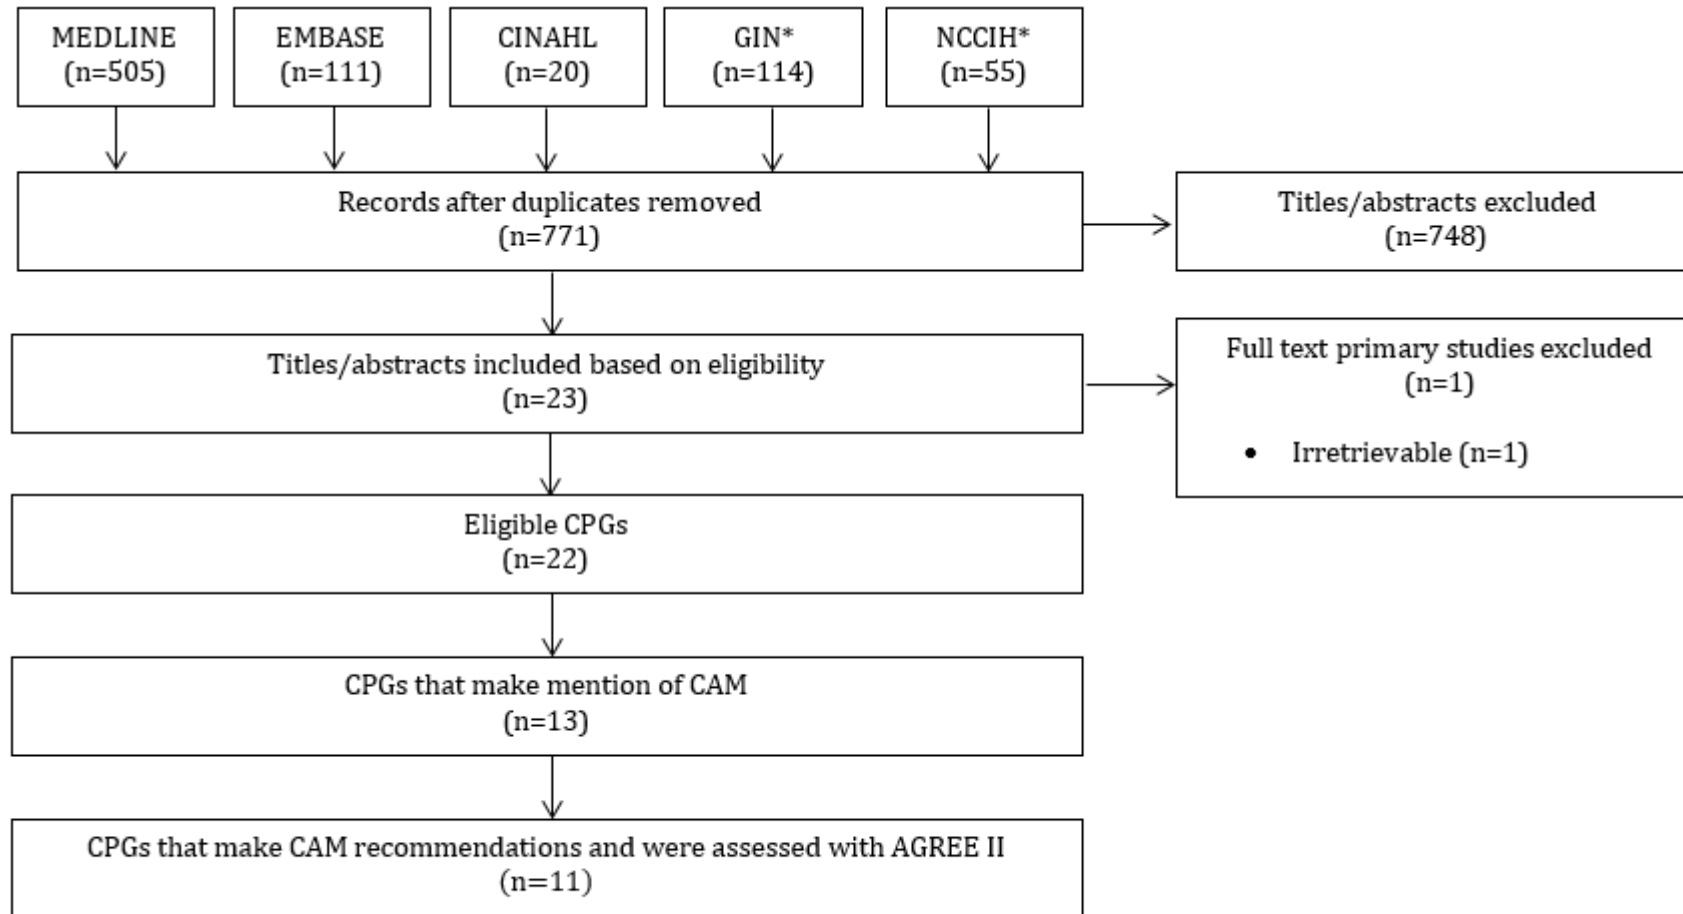 MEDLINE
(n=505)
EMBASE
(n=111)
CINAHL
(n=20)
GIN*
(n=114)
NCCIH*
(n=55)
Records after duplicates removed
(n=771)
Titles/abstracts excluded
(n=748)
Titles/abstracts included based on eligibility
(n=23)
Full text primary studies excluded
(n=1)
• Irretrievable (n=1)
Eligible CPGs
(n=22)
CPGs that make mention of CAM
(n=13)
CPGs that make CAM recommendations and were assessed with AGREE II
(n=11)